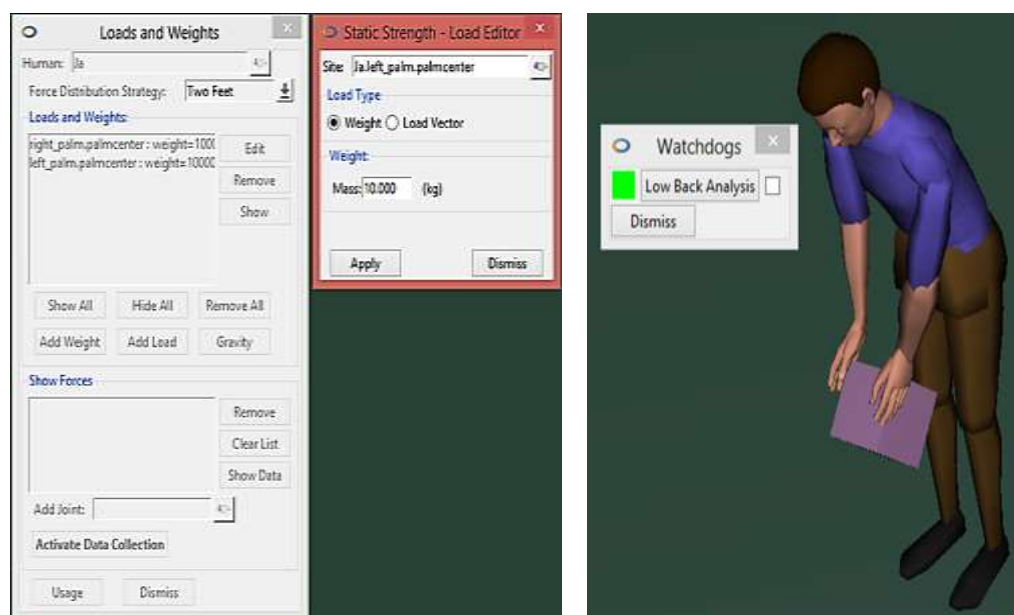 Loads and Weights
Human: Ja
Force Distribution Strategy: Two Feet
Loads and Weights:
right_palm.palmcenter : weight=1000
left_palm.palmcenter : weight=10000
Edit
Remove
Show
Show All Hide All Remove All
Add Weight Add Load Gravity
Show Forces
Remove
Clear List
Show Data
Add Joint:
Activate Data Collection
Usage Dismiss
Static Strength - Load Editor
Site: Ja.left_palm.palmcenter
Load Type
Weight Load Vector
Weight:
Mass: 10.000 (kg)
Apply Dismiss
Watchdogs
Low Back Analysis
Dismiss